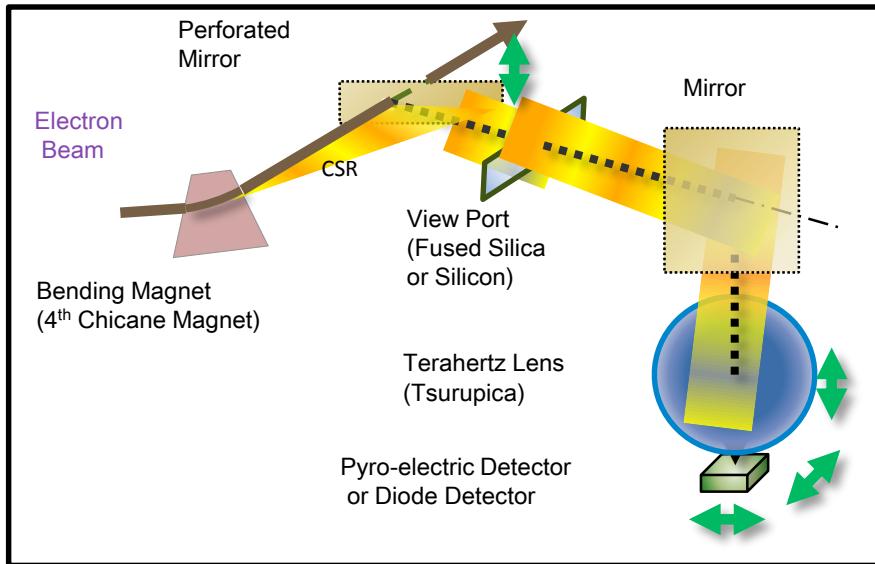 Perforated
Mirror
Electron
Beam
Mirror
CSR
View Port
(Fused Silica
or Silicon)
Bending Magnet
(4th Chicane Magnet)
Terahertz Lens
(Tsurupica)
Pyro-electric Detector
or Diode Detector